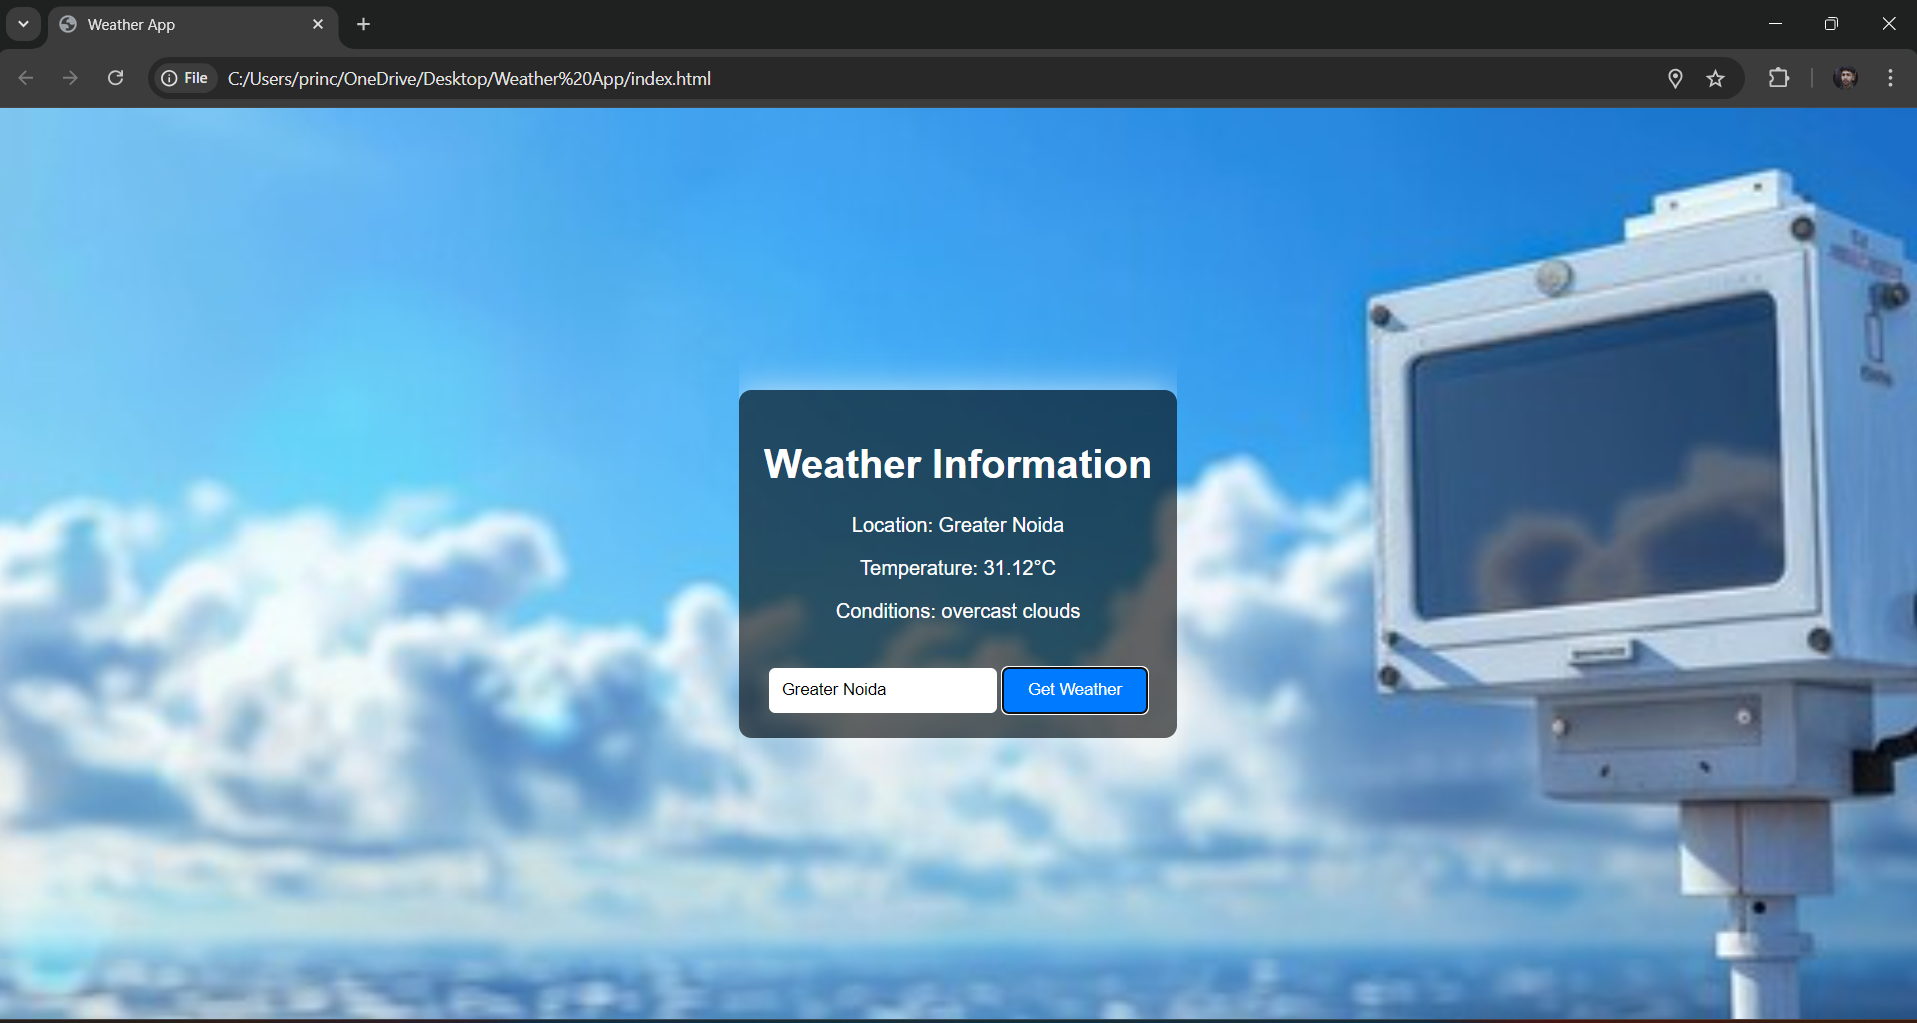 Weather App
File
C:/Users/princ/OneDrive/Desktop/Weather%20App/index.html
Weather Information
Location: Greater Noida
Temperature: 31.12°C
Conditions: overcast clouds
Greater Noida
Get Weather